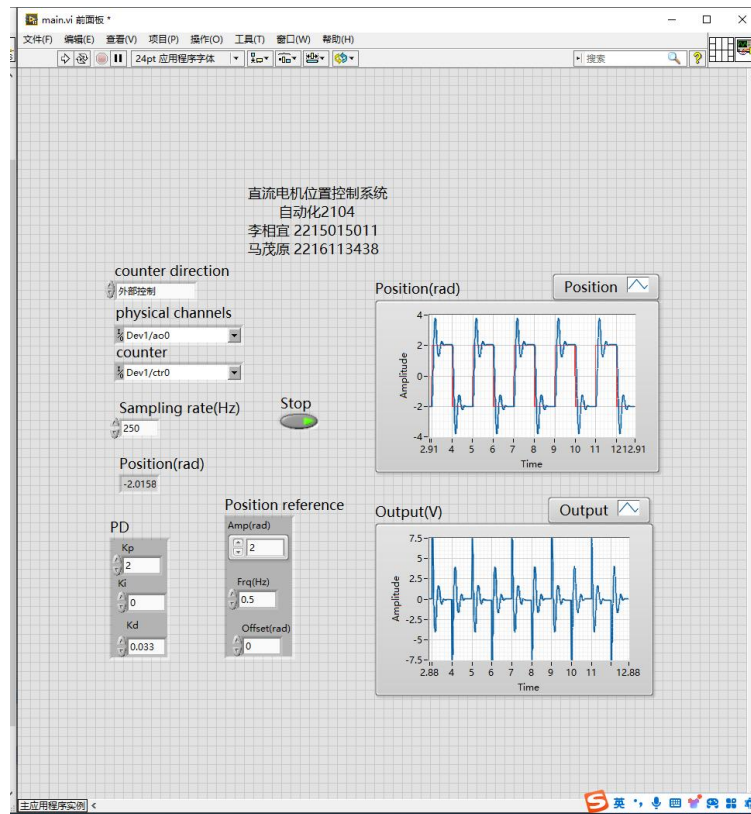 main.vi 前面板 *
文件(F) 编辑(E) 查看(V) 项目(P) 操作(O) 工具(T) 窗口(W) 帮助(H)
24pt 应用程序字体
搜索
直流电机位置控制系统
自动化2104
李相宜 2215015011
马茂原 2216113438
counter direction
外部控制
physical channels
Dev1/ao0
counter
Dev1/ctr0
Sampling rate(Hz)
250
Stop
Position(rad)
-2.0158
PD
Kp
2
Ki
0
Kd
0.033
Position reference
Amp(rad)
2
Frq(Hz)
0.5
Offset(rad)
0
Position(rad)
Position
Amplitude
4
2
0
-2
-4
2.91 4 5 6 7 8 9 10 11 12 12.91
Time
Output(V)
Output
Amplitude
7.5
5
2.5
0
-2.5
-5
-7.5
2.88 4 5 6 7 8 9 10 11 12.88
Time
主应用程序实例 <
英